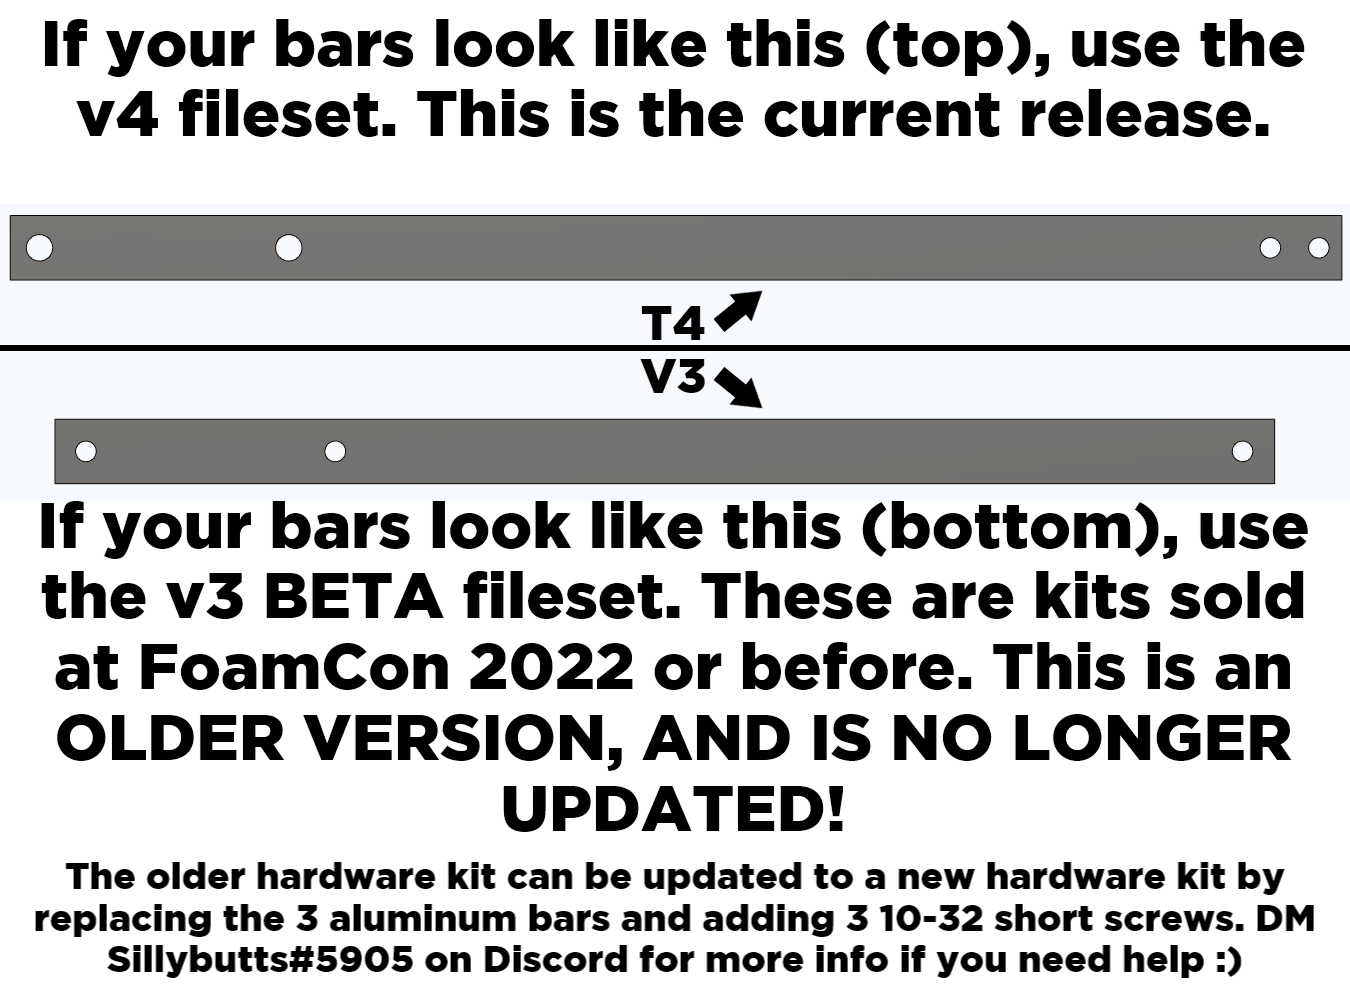 If your bars look like this (top), use the
v4 fileset. This is the current release.
T4
V3
If your bars look like this (bottom), use
the v3 BETA fileset. These are kits sold
at FoamCon 2022 or before. This is an
OLDER VERSION, AND IS NO LONGER
UPDATED!
The older hardware kit can be updated to a new hardware kit by
replacing the 3 aluminum bars and adding 3 10-32 short screws. DM
Sillybutts#5905 on Discord for more info if you need help :)